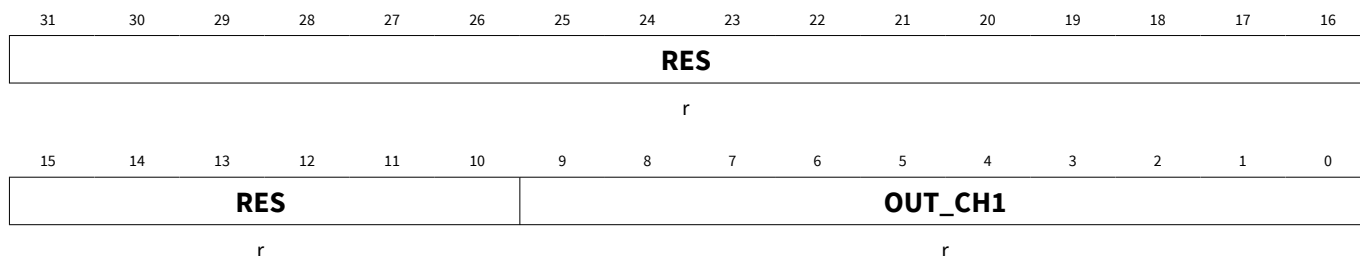 31 30 29 28 27 26 25 24 23 22 21 20 19 18 17 16
RES
r
15 14 13 12 11 10 9 8 7 6 5 4 3 2 1 0
RES OUT_CH1
r r